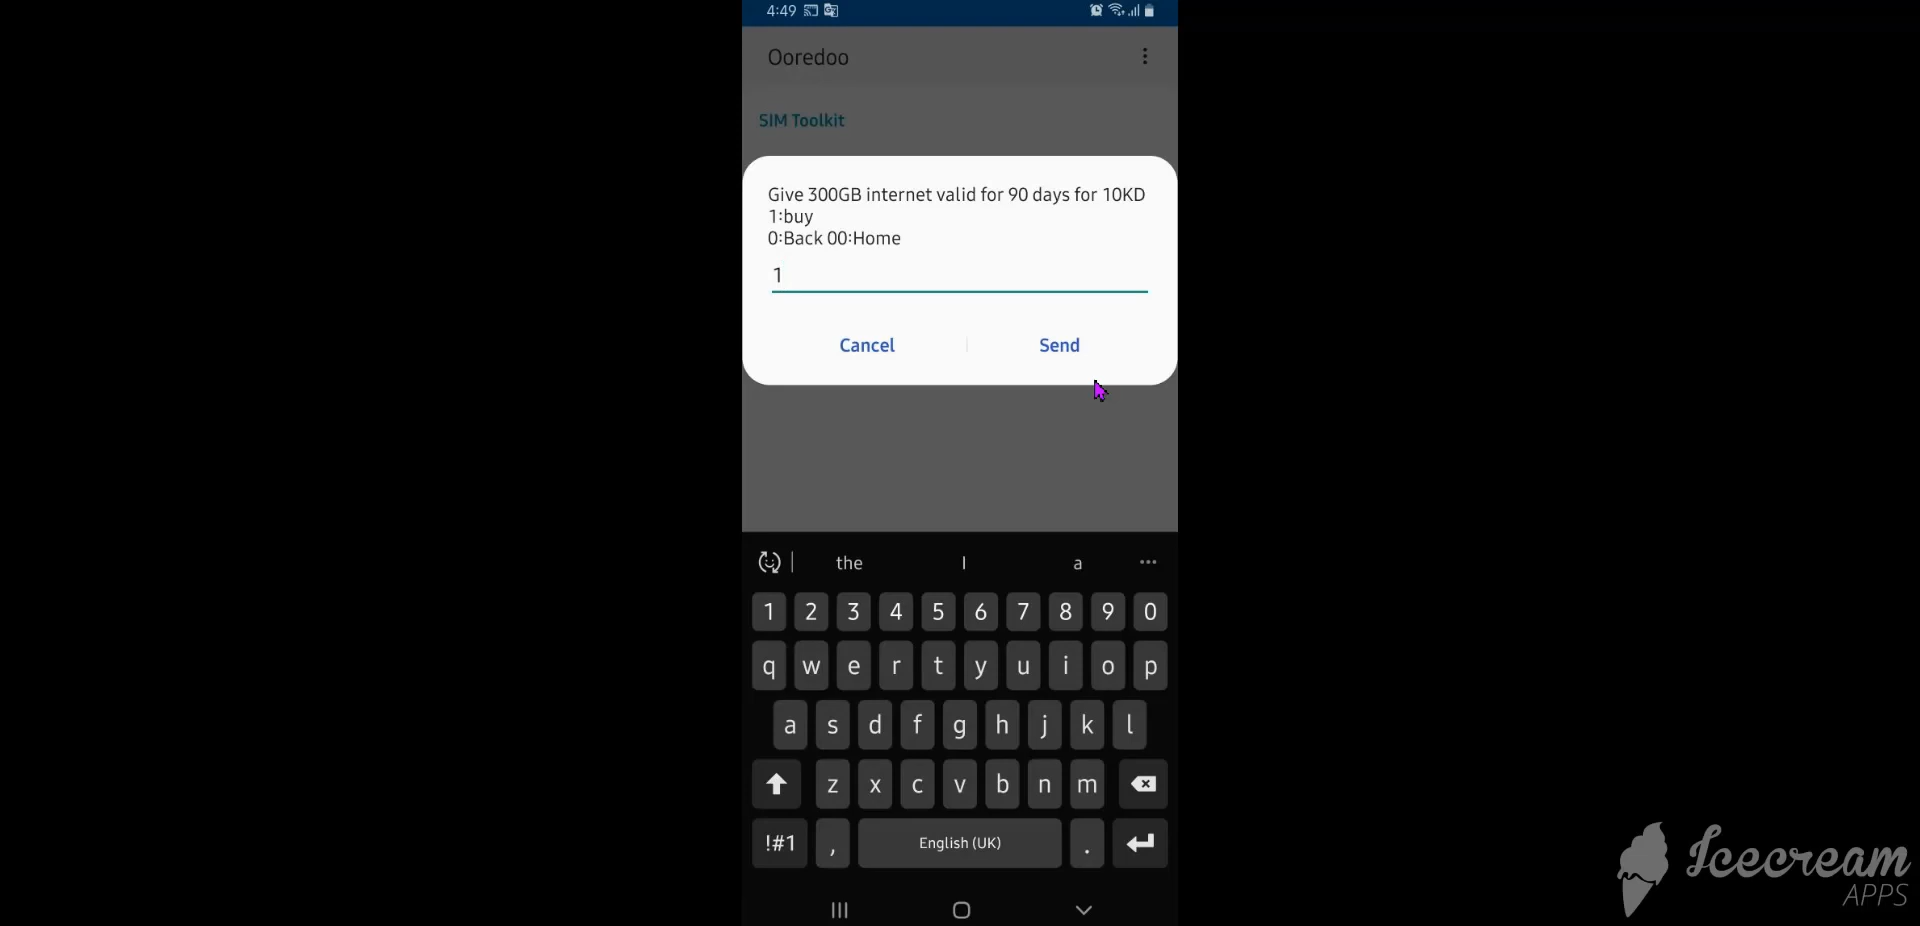 4:49
Ooredoo
SIM Toolkit
Give 300GB internet valid for 90 days for 10KD
1:buy
0:Back 00:Home
1
Cancel Send
the I a
1 2 3 4 5 6 7 8 9 0
q w e r t y u i o p
a s d f g h j k l
z x c v b n m
!#1 , English (UK) .
Icecream
APPS